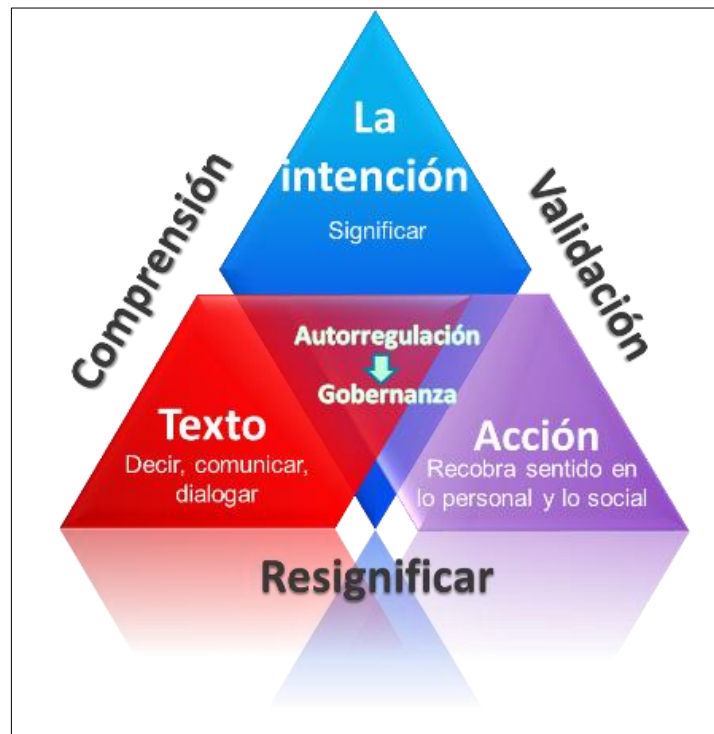 La
intención
Significar
Comprensión
Validación
Autorregulación
Gobernanza
Texto
Decir, comunicar,
dialogar
Acción
Recobra sentido en
lo personal y lo social
Resignificar